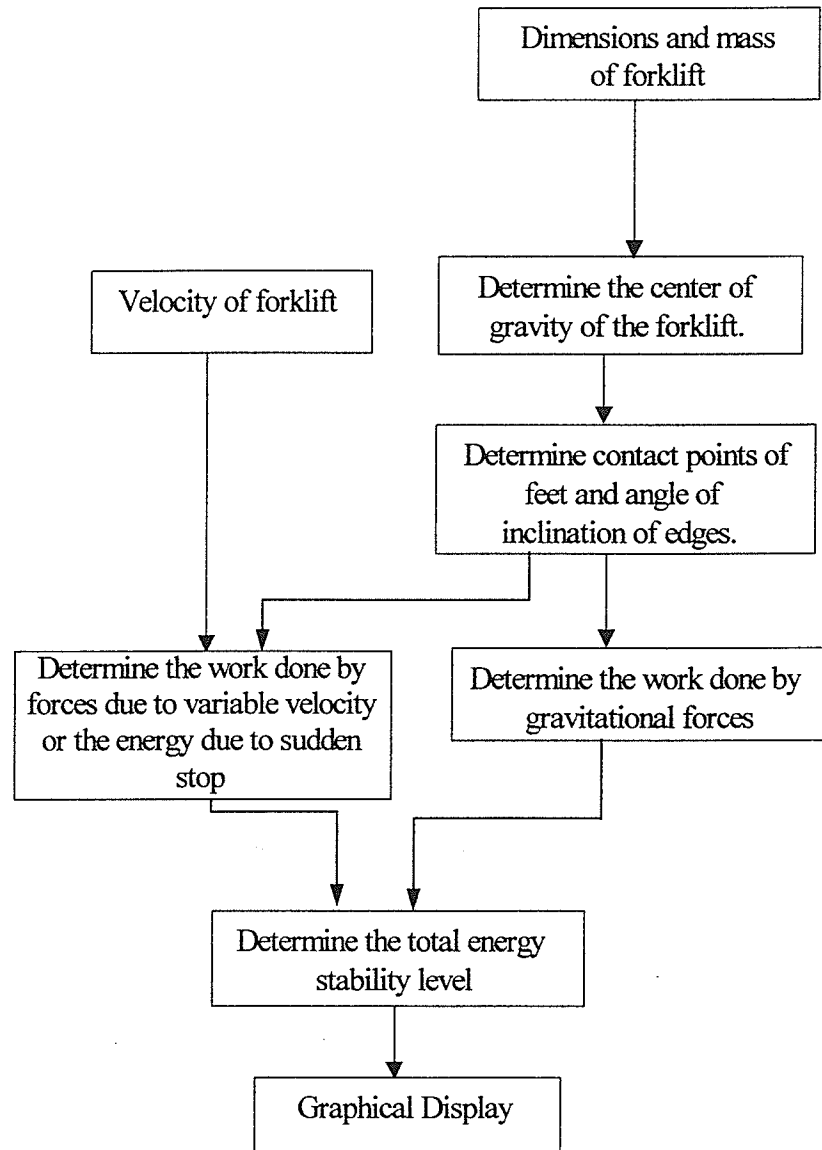 Dimensions and mass
of forklift
Velocity of forklift
Determine the center of
gravity of the forklift.
Determine contact points of
feet and angle of
inclination of edges.
Determine the work done by
forces due to variable velocity
or the energy due to sudden
stop
Determine the work done by
gravitational forces
Determine the total energy
stability level
Graphical Display